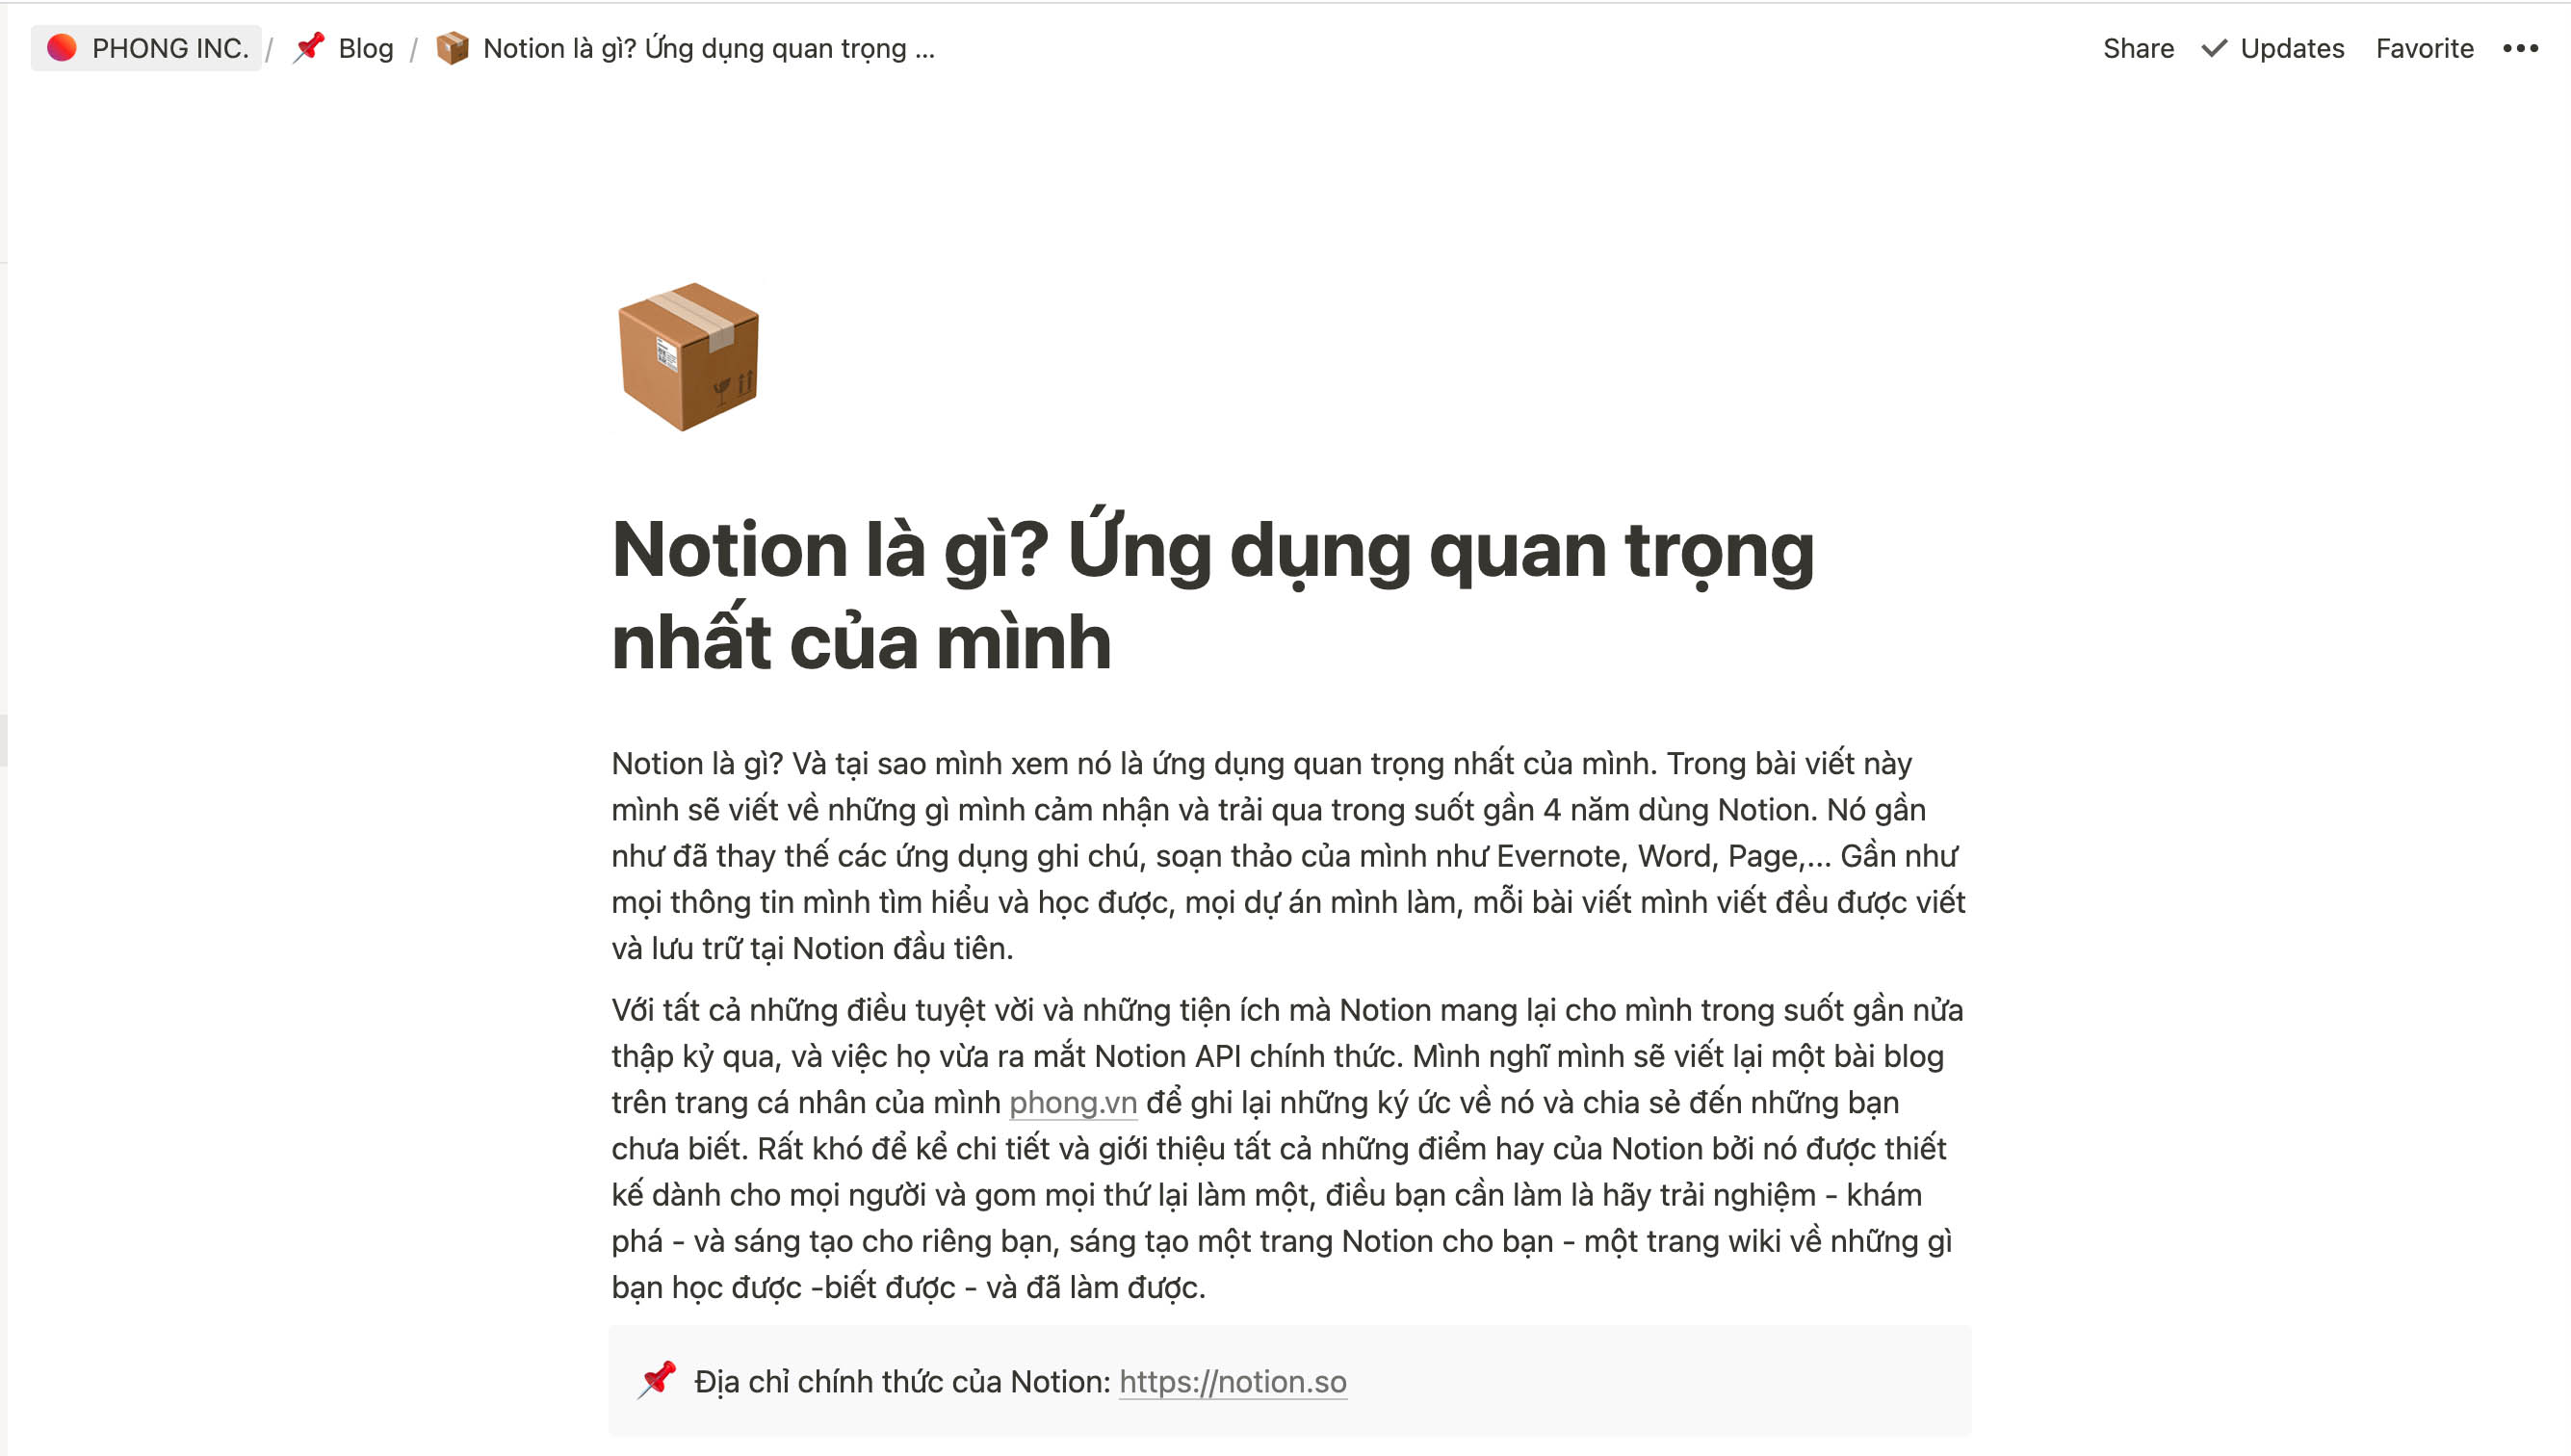 PHONG INC. / Blog / Notion là gì? Ứng dụng quan trọng ...
Share Updates Favorite
Notion là gì? Ứng dụng quan trọng
nhất của mình
Notion là gì? Và tại sao mình xem nó là ứng dụng quan trọng nhất của mình. Trong bài viết này
mình sẽ viết về những gì mình cảm nhận và trải qua trong suốt gần 4 năm dùng Notion. Nó gần
như đã thay thế các ứng dụng ghi chú, soạn thảo của mình như Evernote, Word, Page,... Gần như
mọi thông tin mình tìm hiểu và học được, mọi dự án mình làm, mỗi bài viết mình viết đều được viết
và lưu trữ tại Notion đầu tiên.
Với tất cả những điều tuyệt vời và những tiện ích mà Notion mang lại cho mình trong suốt gần nửa
thập kỷ qua, và việc họ vừa ra mắt Notion API chính thức. Mình nghĩ mình sẽ viết lại một bài blog
trên trang cá nhân của mình phong.vn để ghi lại những ký ức về nó và chia sẻ đến những bạn
chưa biết. Rất khó để kể chi tiết và giới thiệu tất cả những điểm hay của Notion bởi nó được thiết
kế dành cho mọi người và gom mọi thứ lại làm một, điều bạn cần làm là hãy trải nghiệm - khám
phá - và sáng tạo cho riêng bạn, sáng tạo một trang Notion cho bạn - một trang wiki về những gì
bạn học được -biết được - và đã làm được.
Địa chỉ chính thức của Notion: https://notion.so